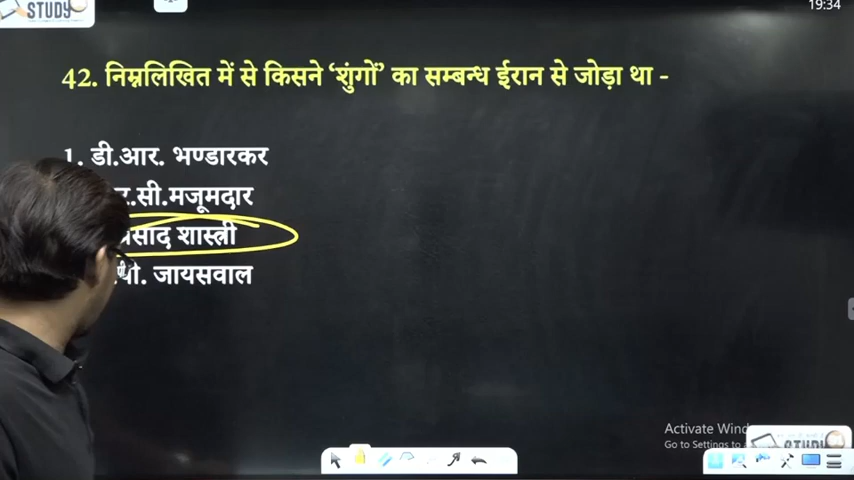 STUDY
19:34
42. निम्नलिखित में से किसने ‘शुंगों’ का सम्बन्ध ईरान से जोड़ा था -
1. डी.आर. भण्डारकर
र.सी.मजूमदार
प्रसाद शास्त्री
पी. जायसवाल
Activate Wind
Go to Settings to
STUDY